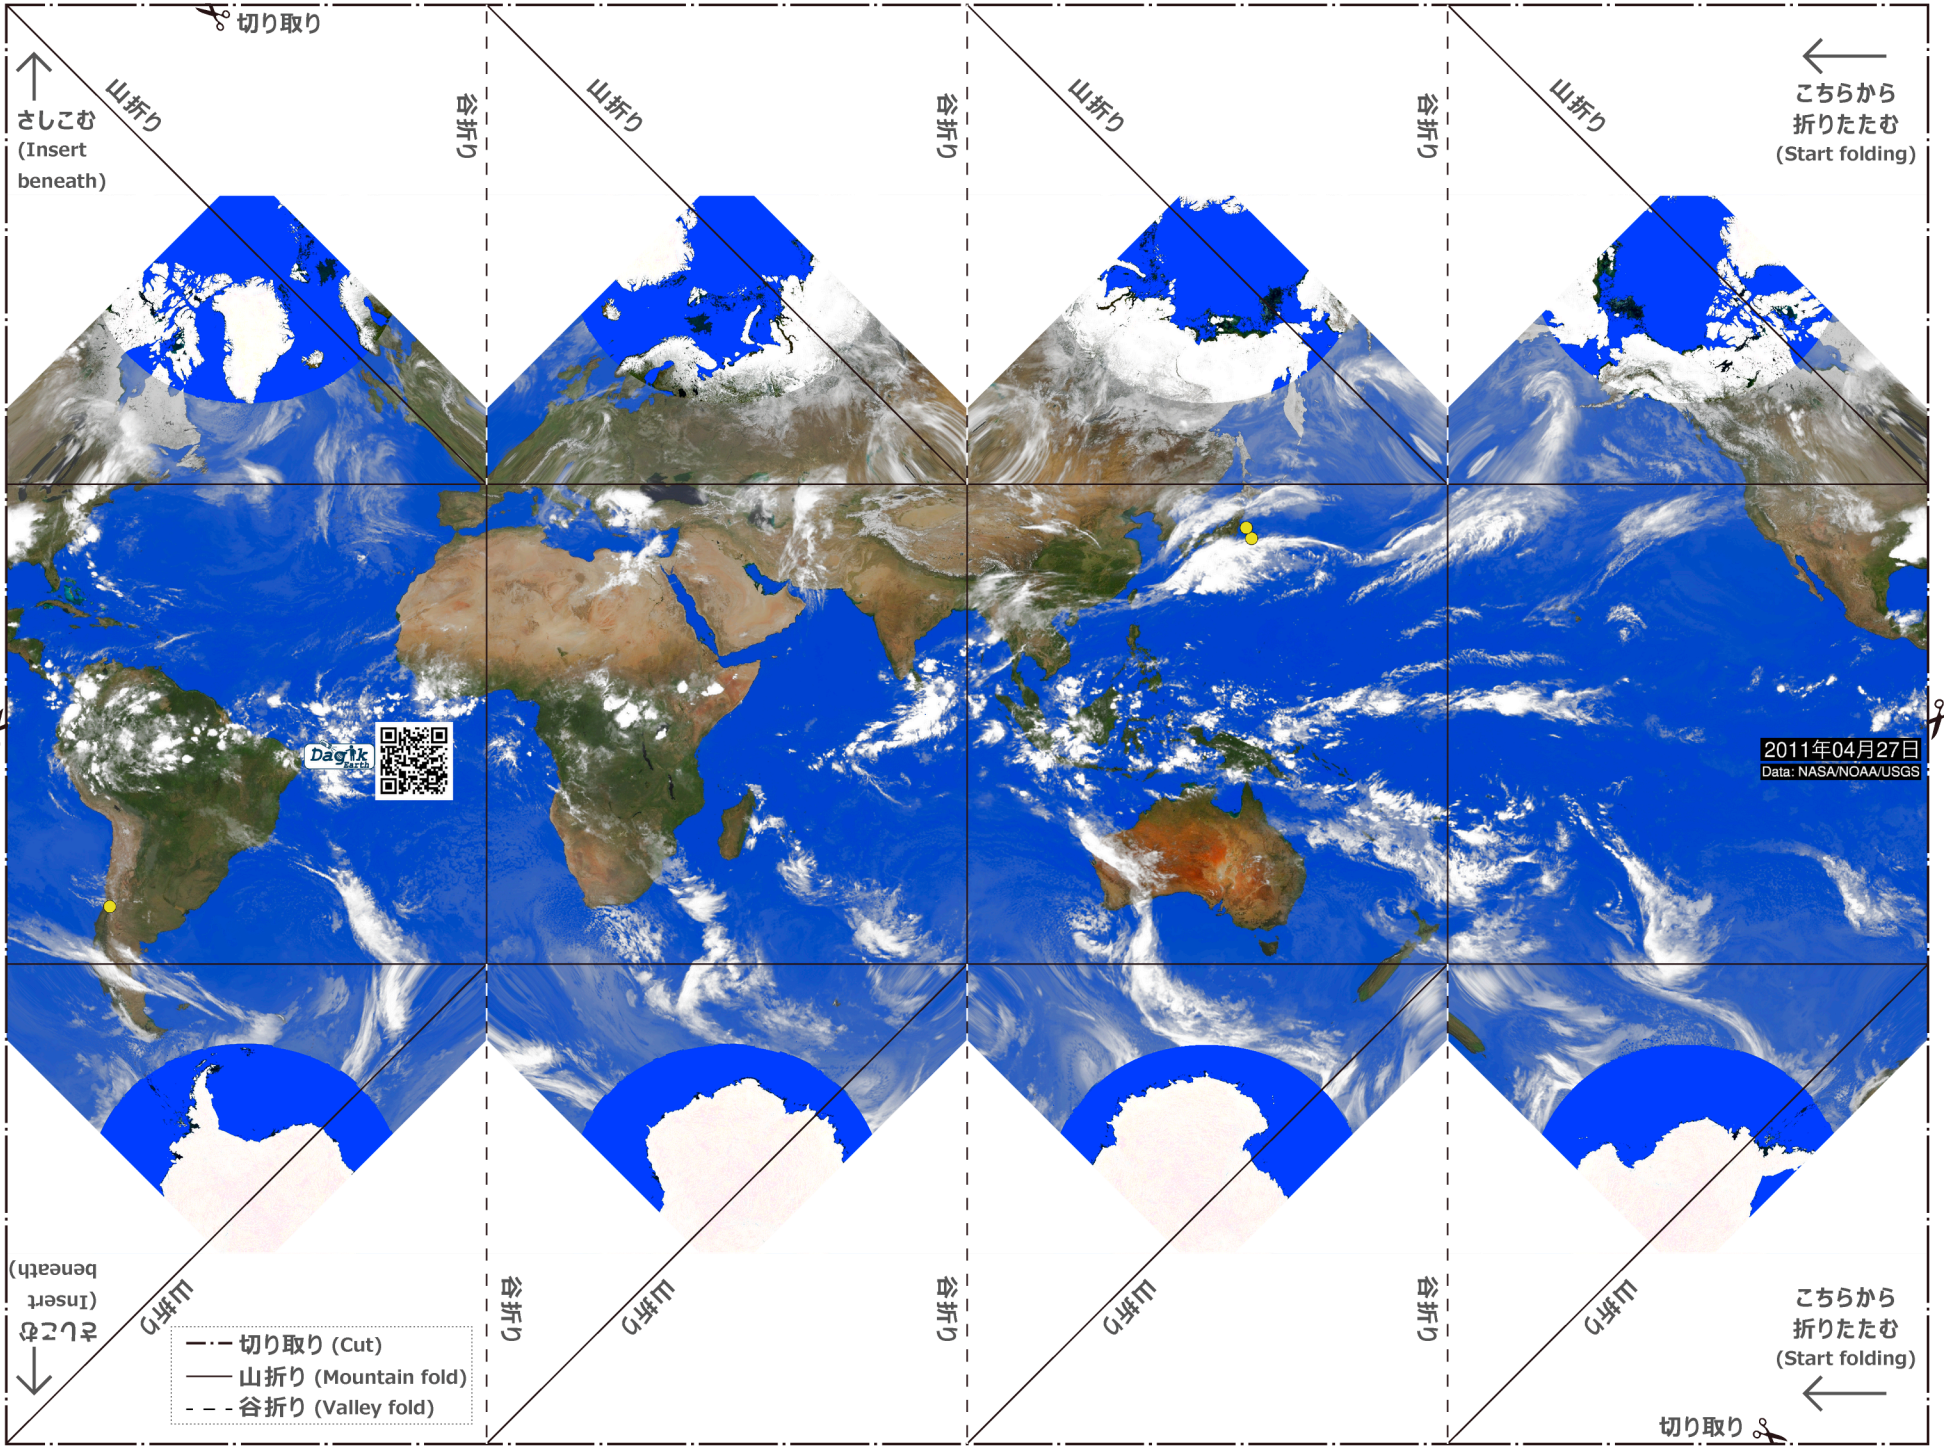 切り取り
山折り
谷折り
山折り
谷折り
山折り
谷折り
山折り
さしこむ
(Insert
beneath)
こちらから
折りたたむ
(Start folding)
Dagik
Earth
2011年04月27日
Data: NASA/NOAA/USGS
さしこむ
(Insert
beneath)
山折り
谷折り
山折り
谷折り
山折り
谷折り
山折り
こちらから
折りたたむ
(Start folding)
切り取り (Cut)
山折り (Mountain fold)
谷折り (Valley fold)
切り取り